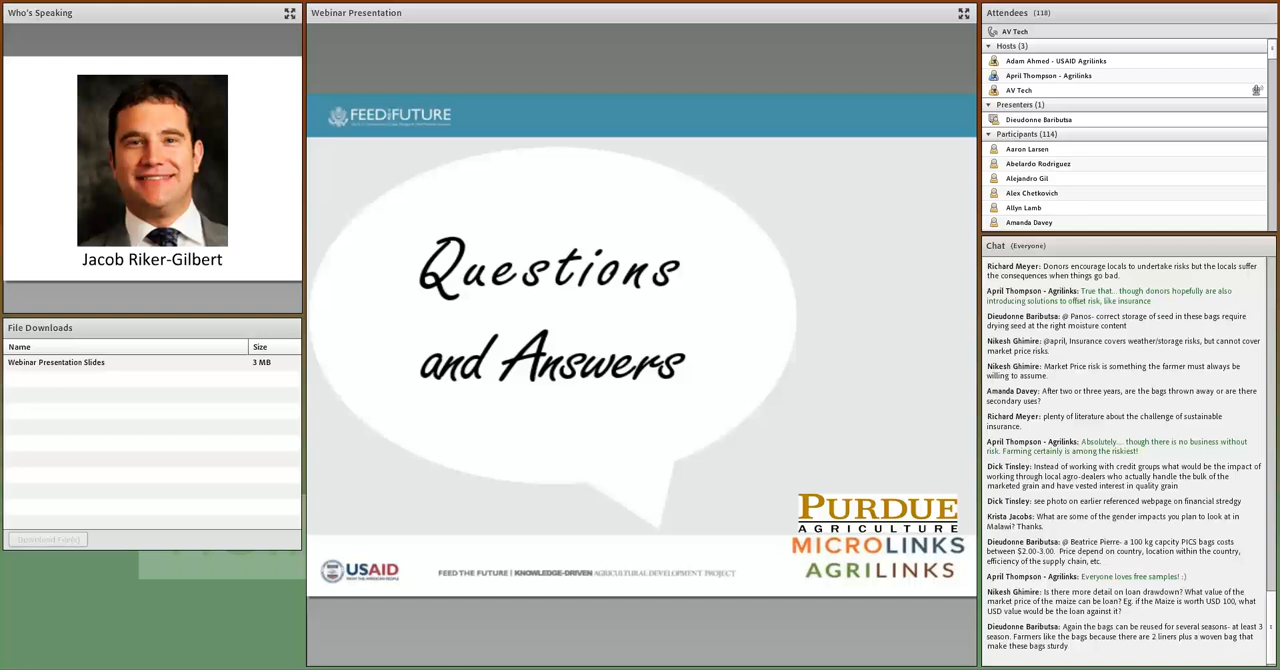 Who's Speaking
Jacob Riker-Gilbert
File Downloads
Name Size
Webinar Presentation Slides 3 MB
Webinar Presentation
FEED THE FUTURE
Questions
and Answers
PURDUE
AGRICULTURE
MICROLINKS
AGRILINKS
USAID
FROM THE AMERICAN PEOPLE
FEED THE FUTURE | KNOWLEDGE-DRIVEN AGRICULTURAL DEVELOPMENT PROJECT
Attendees (118)
AV Tech
Hosts (3)
Adam Ahmed - USAID Agrilinks
April Thompson - Agrilinks
AV Tech
Presenters (1)
Dieudonne Baributsa
Participants (114)
Aaron Larsen
Abelardo Rodriguez
Alejandro Gil
Alex Chetkovich
Allyn Lamb
Amanda Davey
Chat (Everyone)
Richard Meyer: Donors encourage locals to undertake risks but the locals suffer
the consequences when things go bad.
April Thompson - Agrilinks: True that... though donors hopefully are also
introducing solutions to offset risk, like insurance
Dieudonne Baributsa: @ Panos- correct storage of seed in these bags require
drying seed at the right moisture content
Nikesh Ghimire: @april, Insurance covers weather/storage risks, but cannot cover
market price risks.
Nikesh Ghimire: Market Price risk is something the farmer must always be
willing to assume.
Amanda Davey: After two or three years, are the bags thrown away or are there
secondary uses?
Richard Meyer: plenty of literature about the challenge of sustainable
insurance.
April Thompson - Agrilinks: Absolutely.... though there is no business without
risk. Farming certainly is among the riskiest!
Dick Tinsley: Instead of working with credit groups what would be the impact of
working through local agro-dealers who actually handle the bulk of the
marketed grain and have vested interest in quality grain
Dick Tinsley: see photo on earlier referenced webpage on financial stredgy
Krista Jacobs: What are some of the gender impacts you plan to look at in
Malawi? Thanks.
Dieudonne Baributsa: @ Beatrice Pierre- a 100 kg capcity PICS bags costs
between $2.00-3.00. Price depend on country, location within the country,
efficiency of the supply chain, etc.
April Thompson - Agrilinks: Everyone loves free samples! :)
Nikesh Ghimire: Is there more detail on loan drawdown? What value of the
market price of the maize can be loan? Eg. if the Maize is worth USD 100, what
USD value would be the loan against it?
Dieudonne Baributsa: Again the bags can be reused for several seasons- at least 3
season. Farmers like the bags because there are 2 liners plus a woven bag that
make these bags sturdy